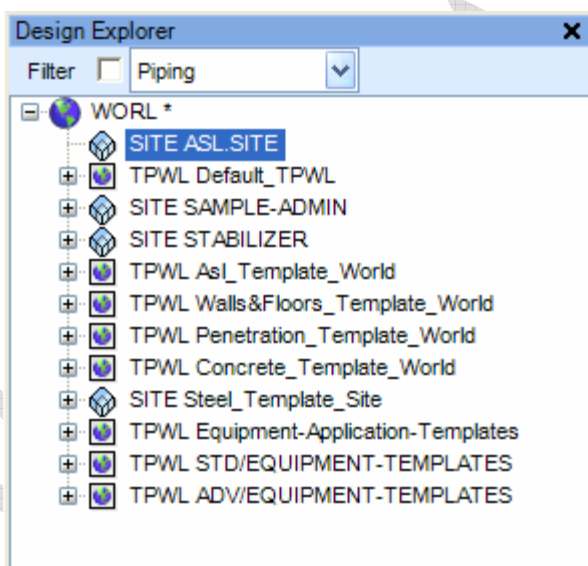 Design Explorer
Filter Piping
WORL *
SITE ASL.SITE
TPWL Default_TPWL
SITE SAMPLE-ADMIN
SITE STABILIZER
TPWL Asl_Template_World
TPWL Walls&Floors_Template_World
TPWL Penetration_Template_World
TPWL Concrete_Template_World
SITE Steel_Template_Site
TPWL Equipment-Application-Templates
TPWL STD/EQUIPMENT-TEMPLATES
TPWL ADV/EQUIPMENT-TEMPLATES